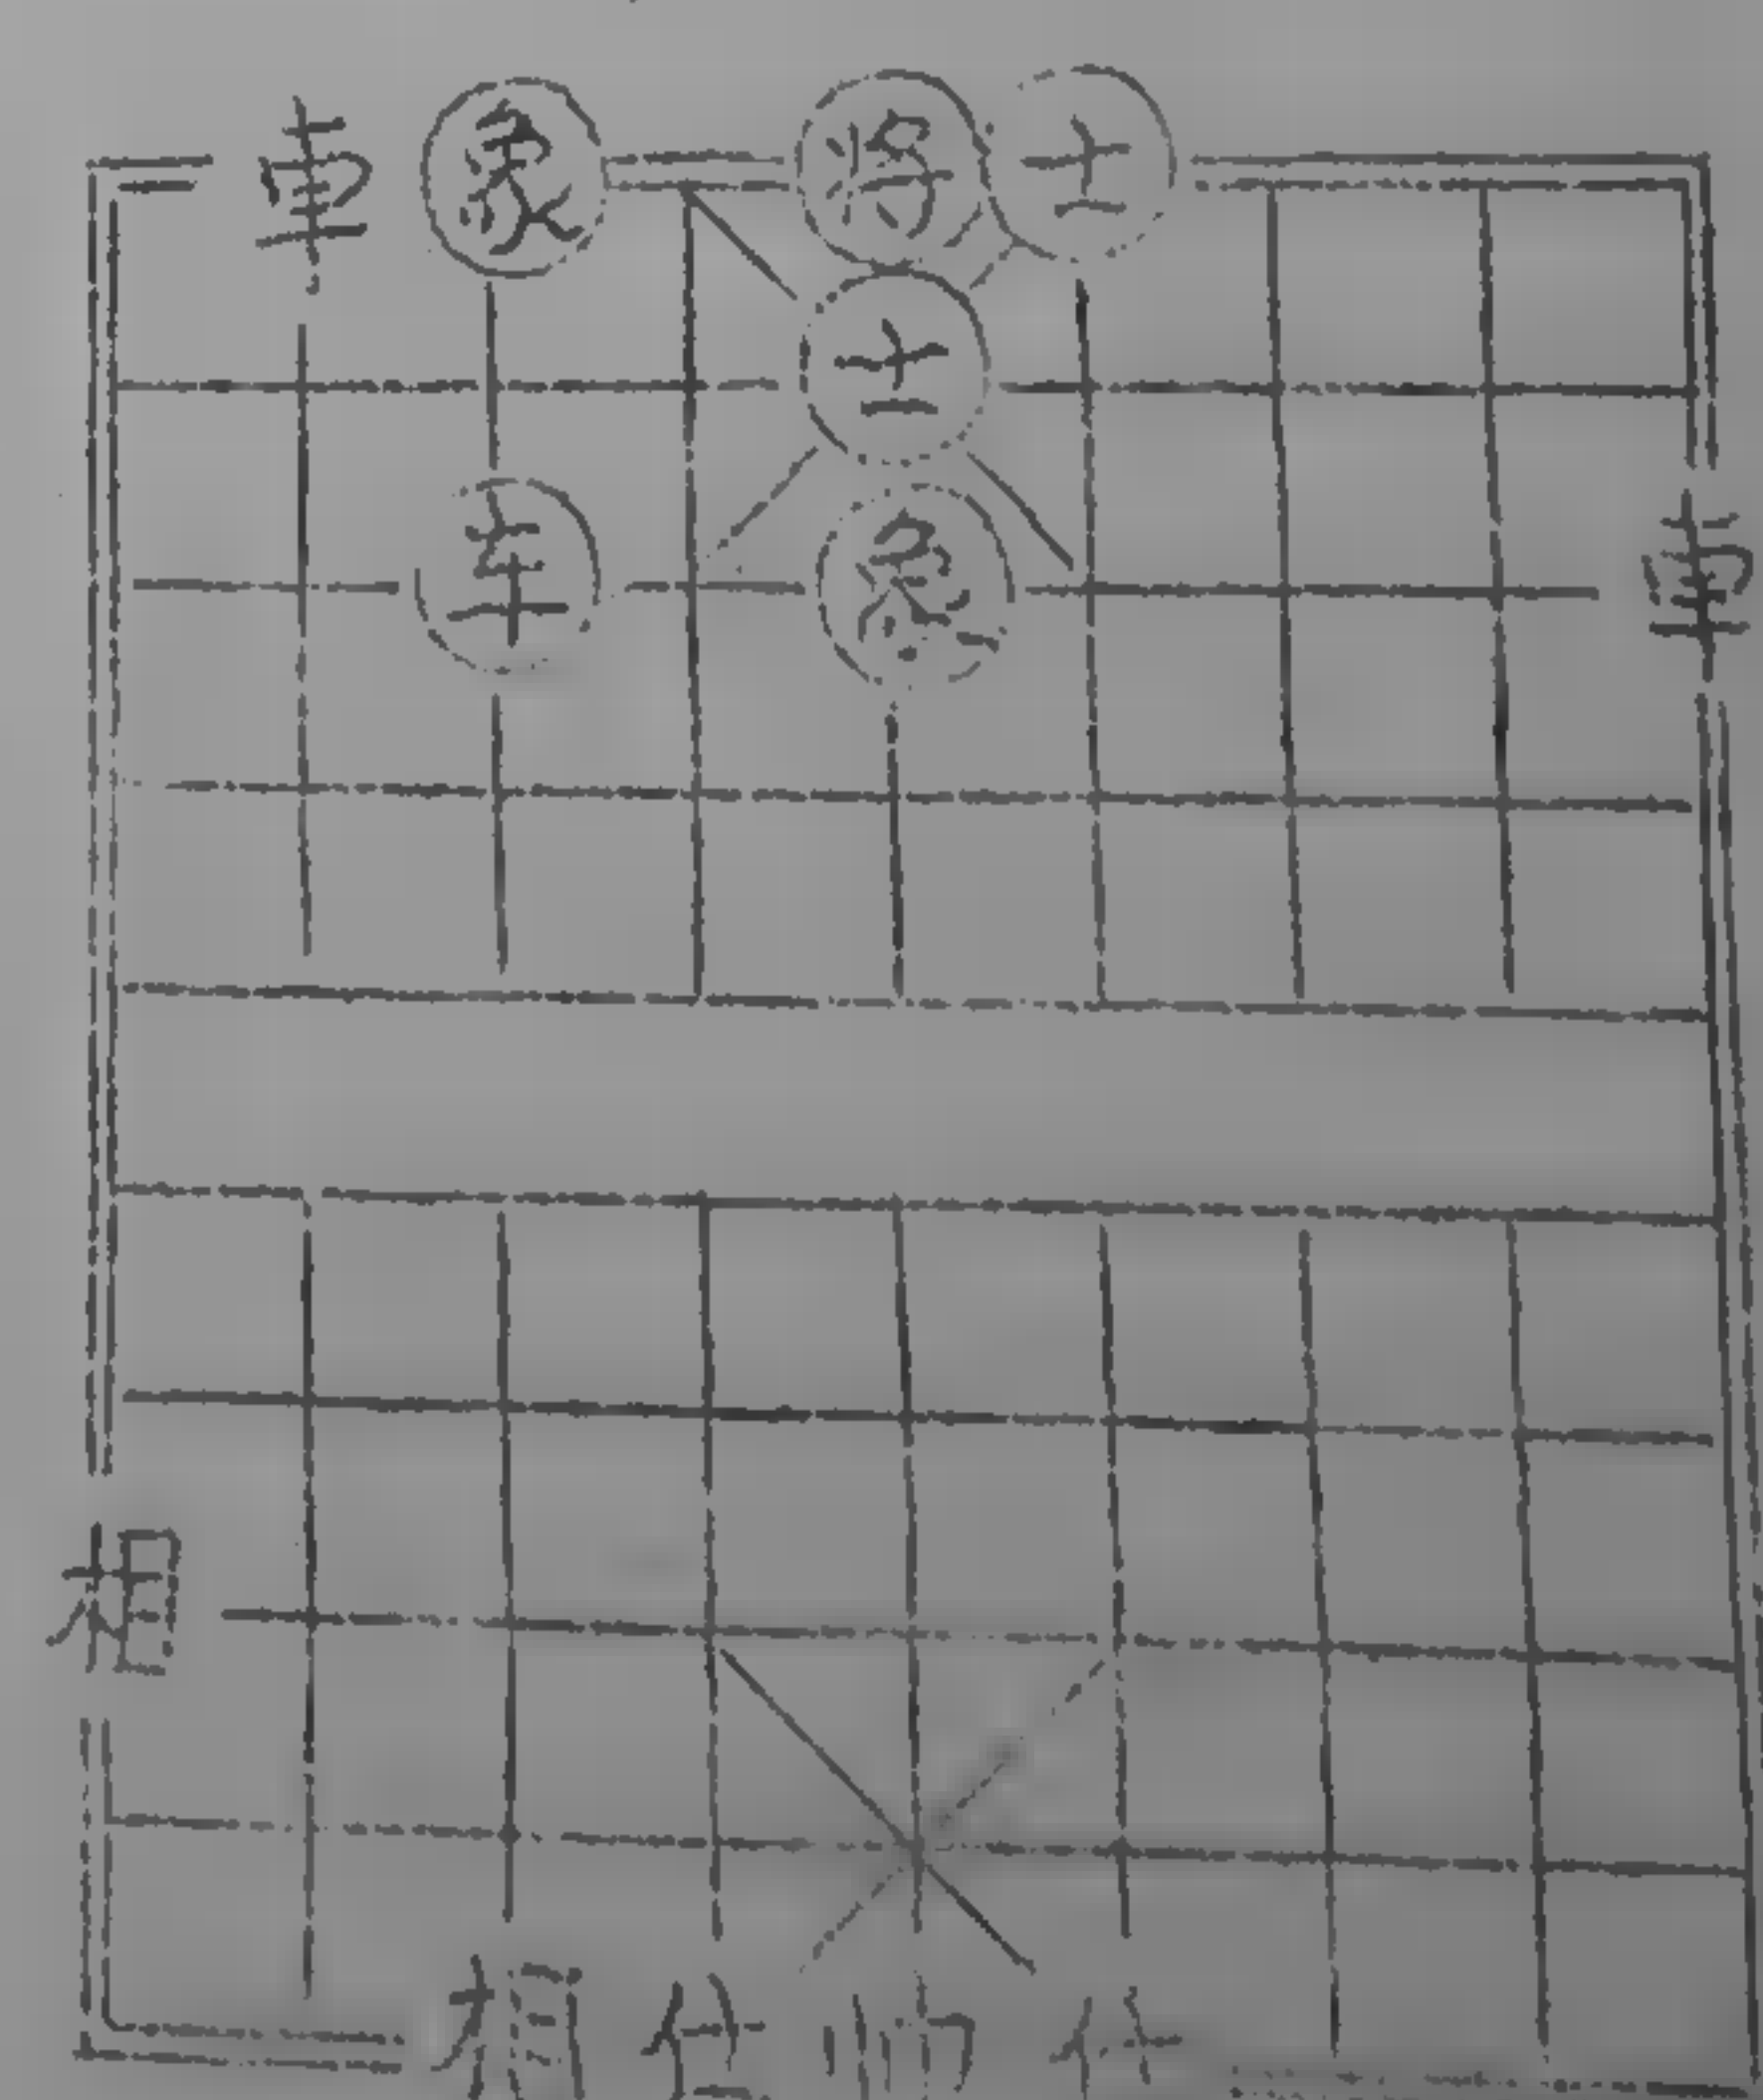 車 象 将 士
士
车 象 車
相
相 仕 帅 仕